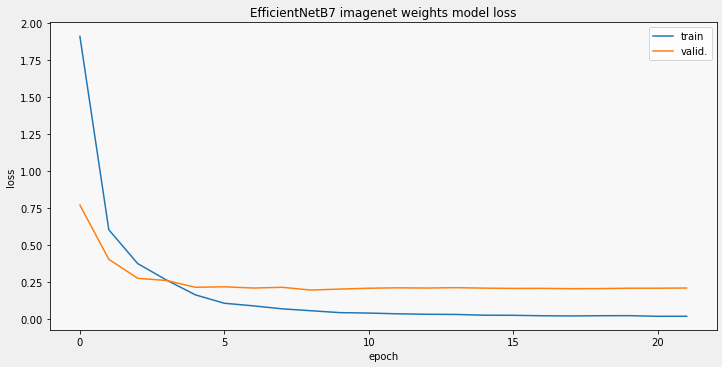 EfficientNetB7 imagenet weights model loss
train
valid.
2.00
1.75
1.50
1.25
1.00
0.75
0.50
0.25
0.00
loss
0 5 10 15 20
epoch